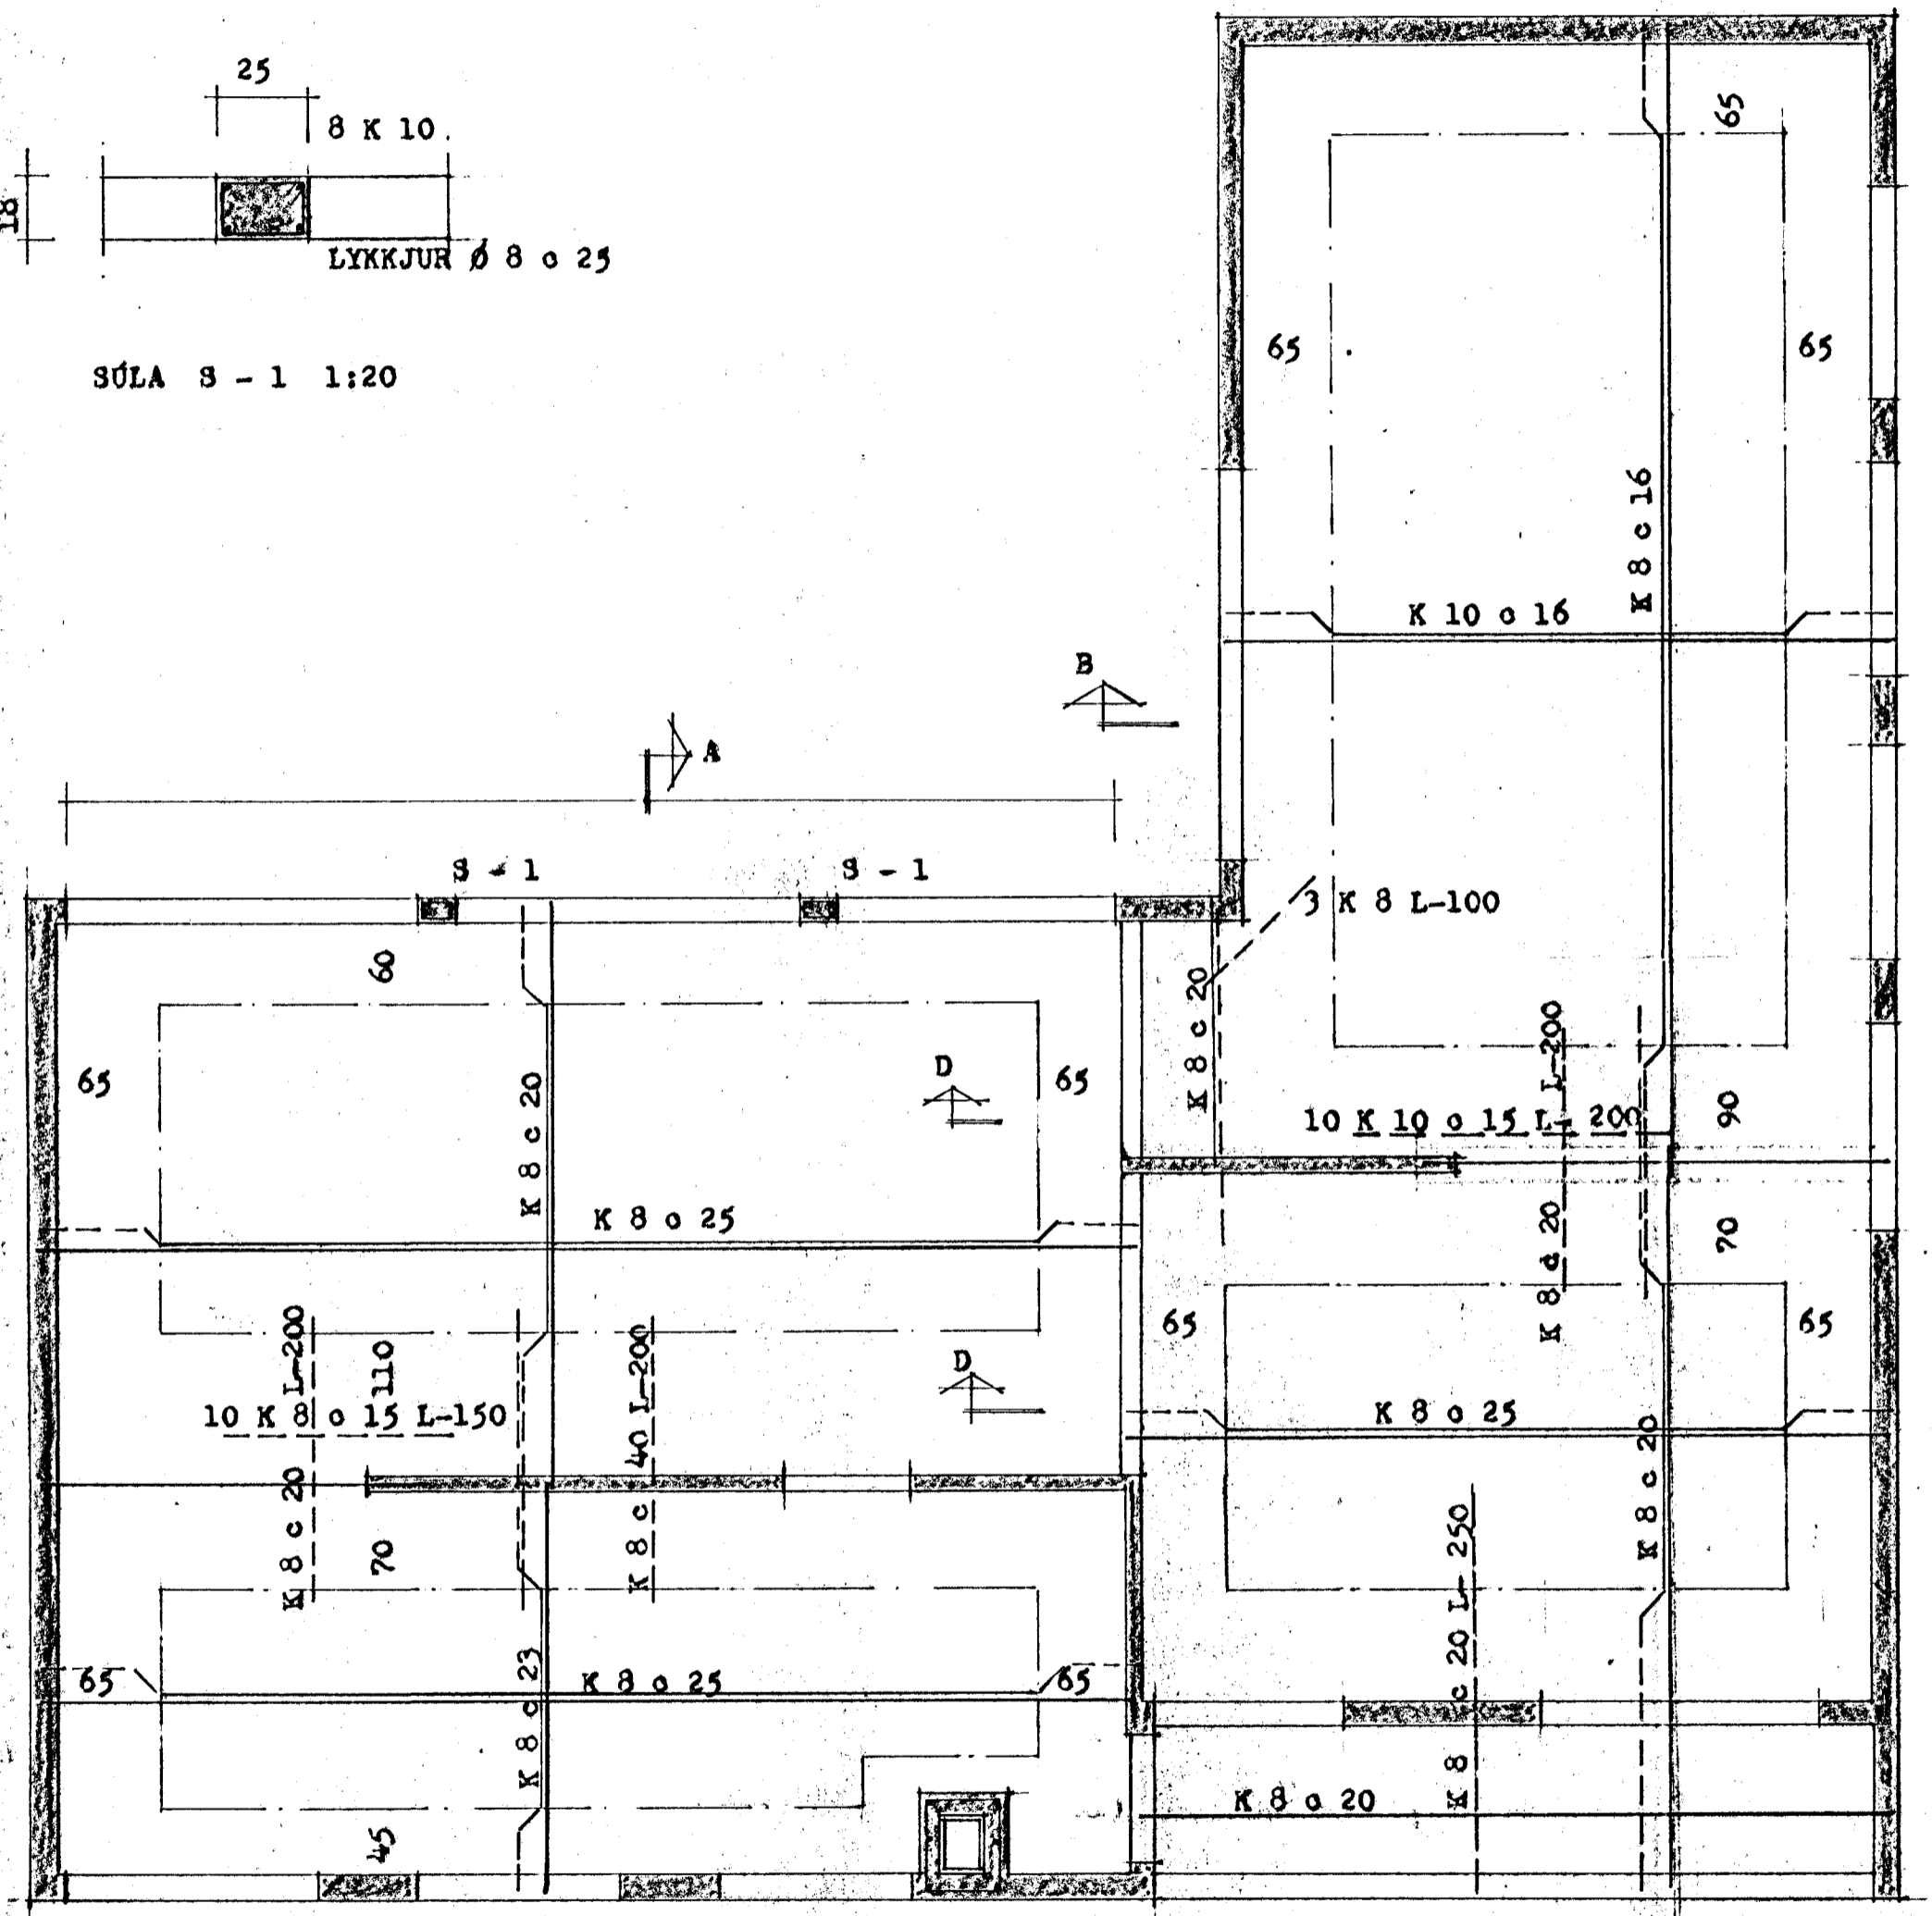 25
8 K 10
18
LYKKJUR Ø 8 c 25
SÚLA S - 1 1:20
65
65
65
K 8 c 16
K 10 c 16
B
A
S - 1
S - 1
3 K 8 L-100
60
K 8 c 20
65
D
65
K 8 c 20
10 K 10 c 15 L- 200
K 8 c 20 L-200
90
K 8 c 25
70
65
65
K 8 c 20 L-200
110
10 K 8 c 15 L-150
K 8 c 40 L-200
D
K 8 c 25
K 8 c 20
70
K 8 c 20 L- 250
65
K 8 c 23
K 8 c 25
65
K 8 c 20
45